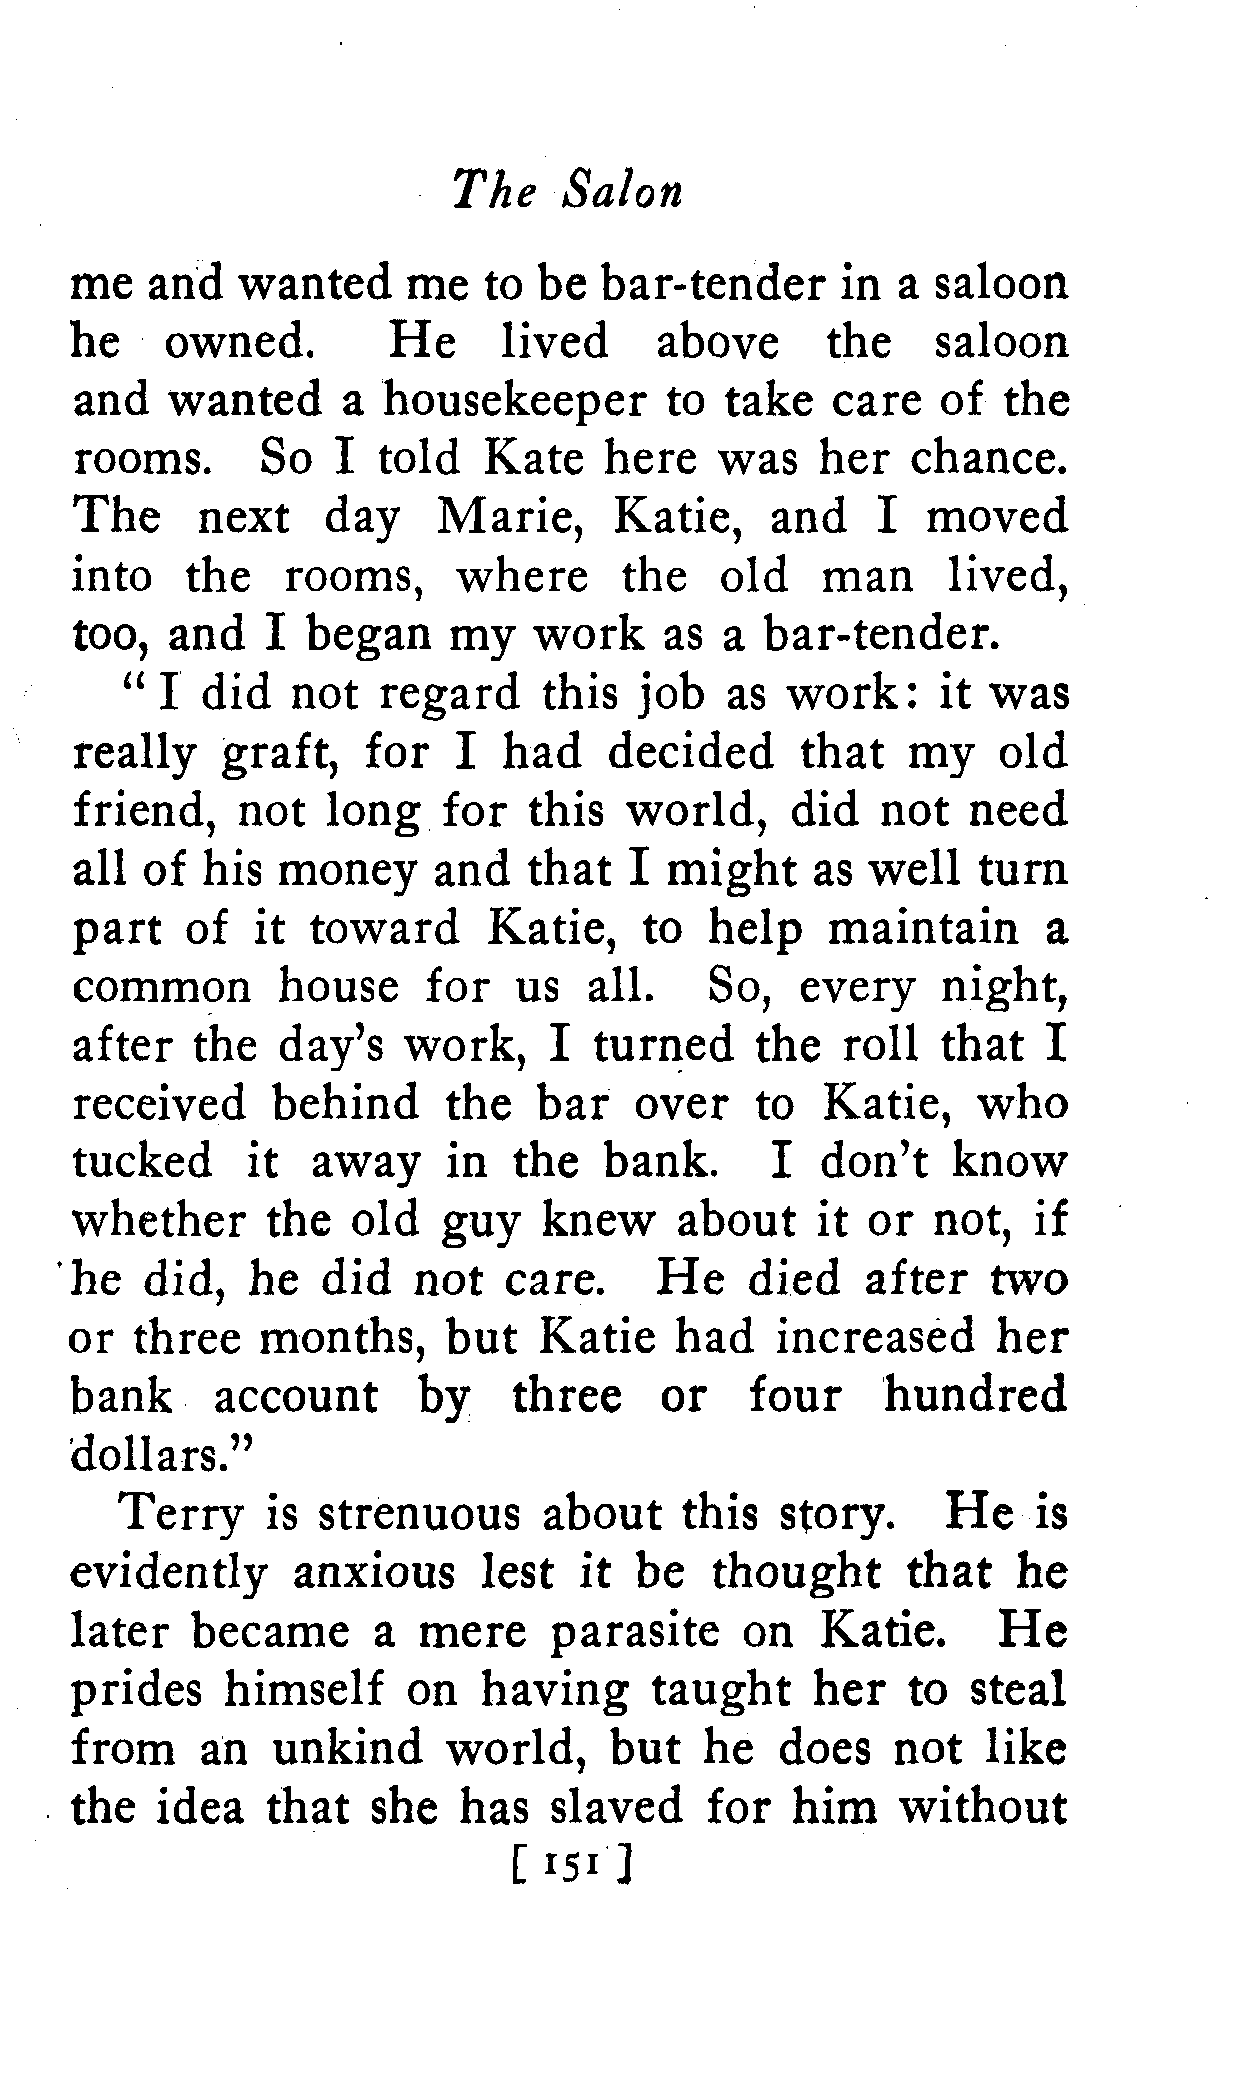 The Salon
me and wanted me to be bar-tender in a saloon
he owned. He lived above the saloon
and wanted a housekeeper to take care of the
rooms. So I told Kate here was her chance.
The next day Marie, Katie, and I moved
into the rooms, where the old man lived,
too, and I began my work as a bar-tender.
"I did not regard this job as work: it was
really graft, for I had decided that my old
friend, not long for this world, did not need
all of his money and that I might as well turn
part of it toward Katie, to help maintain a
common house for us all. So, every night,
after the day's work, I turned the roll that I
received behind the bar over to Katie, who
tucked it away in the bank. I don't know
whether the old guy knew about it or not, if
he did, he did not care. He died after two
or three months, but Katie had increased her
bank account by three or four hundred
dollars."
Terry is strenuous about this story. He is
evidently anxious lest it be thought that he
later became a mere parasite on Katie. He
prides himself on having taught her to steal
from an unkind world, but he does not like
the idea that she has slaved for him without
[ 151 ]